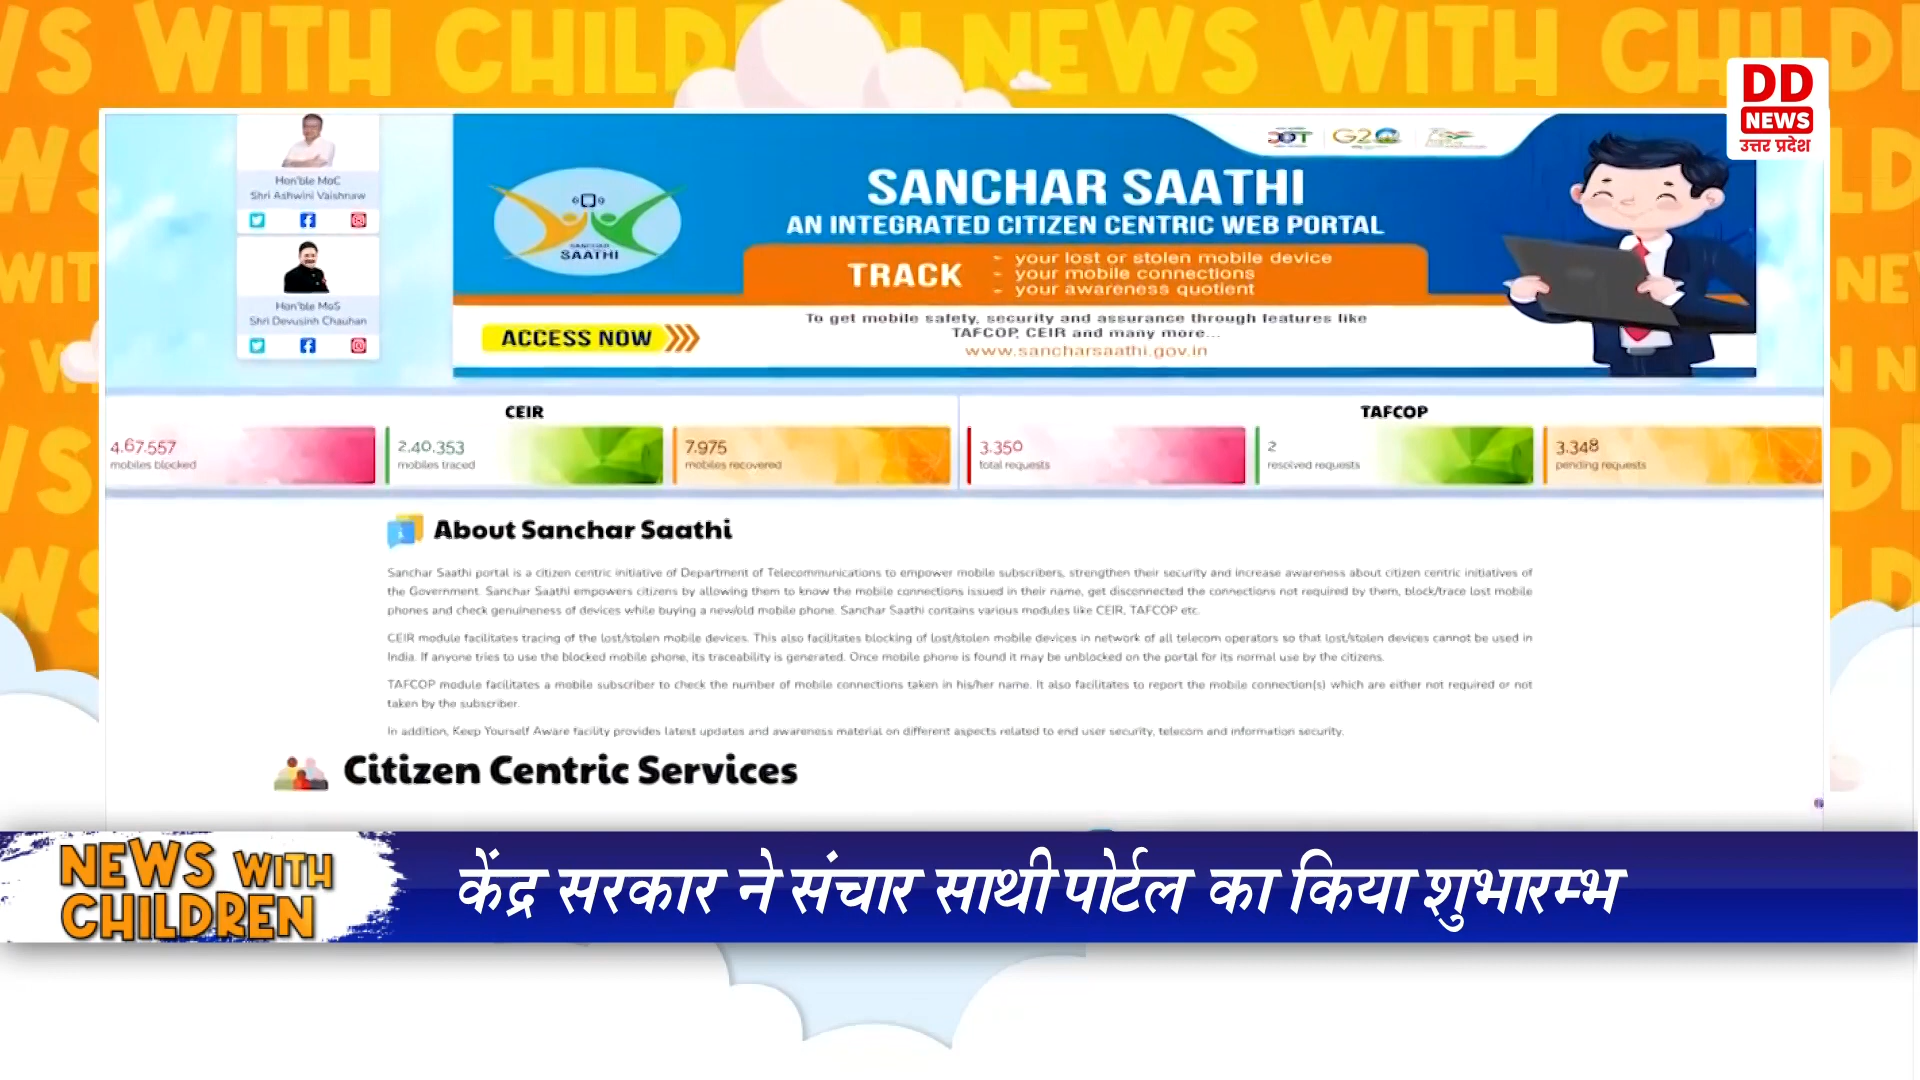 NEWS WITH CHILD
NEWS WITH CHILD
DD
NEWS
उत्तर प्रदेश
Hon'ble MoC
Shri Ashwini Vaishnaw
Hon'ble MoS
Shri Devusinh Chauhan
DOT G20
SANCHAR
SAATHI
SANCHAR SAATHI
AN INTEGRATED CITIZEN CENTRIC WEB PORTAL
TRACK
- your lost or stolen mobile device
- your mobile connections
- your awareness quotient
ACCESS NOW
To get mobile safety, security and assurance through features like
TAFCOP, CEIR and many more...
www.sancharsaathi.gov.in
CEIR
4,67,557
mobiles blocked
2,40,353
mobiles traced
7,975
mobiles recovered
TAFCOP
3,350
total requests
2
resolved requests
3,348
pending requests
About Sanchar Saathi
Sanchar Saathi portal is a citizen centric initiative of Department of Telecommunications to empower mobile subscribers, strengthen their security and increase awareness about citizen centric initiatives of
the Government. Sanchar Saathi empowers citizens by allowing them to know the mobile connections issued in their name, get disconnected the connections not required by them, block/trace lost mobile
phones and check genuineness of devices while buying a new/old mobile phone. Sanchar Saathi contains various modules like CEIR, TAFCOP etc.
CEIR module facilitates tracing of the lost/stolen mobile devices. This also facilitates blocking of lost/stolen mobile devices in network of all telecom operators so that lost/stolen devices cannot be used in
India. If anyone tries to use the blocked mobile phone, its traceability is generated. Once mobile phone is found it may be unblocked on the portal for its normal use by the citizens.
TAFCOP module facilitates a mobile subscriber to check the number of mobile connections taken in his/her name. It also facilitates to report the mobile connection(s) which are either not required or not
taken by the subscriber.
In addition, Keep Yourself Aware facility provides latest updates and awareness material on different aspects related to end user security, telecom and information security.
Citizen Centric Services
NEWS WITH
CHILDREN
केंद्र सरकार ने संचार साथी पोर्टल का किया शुभारम्भ